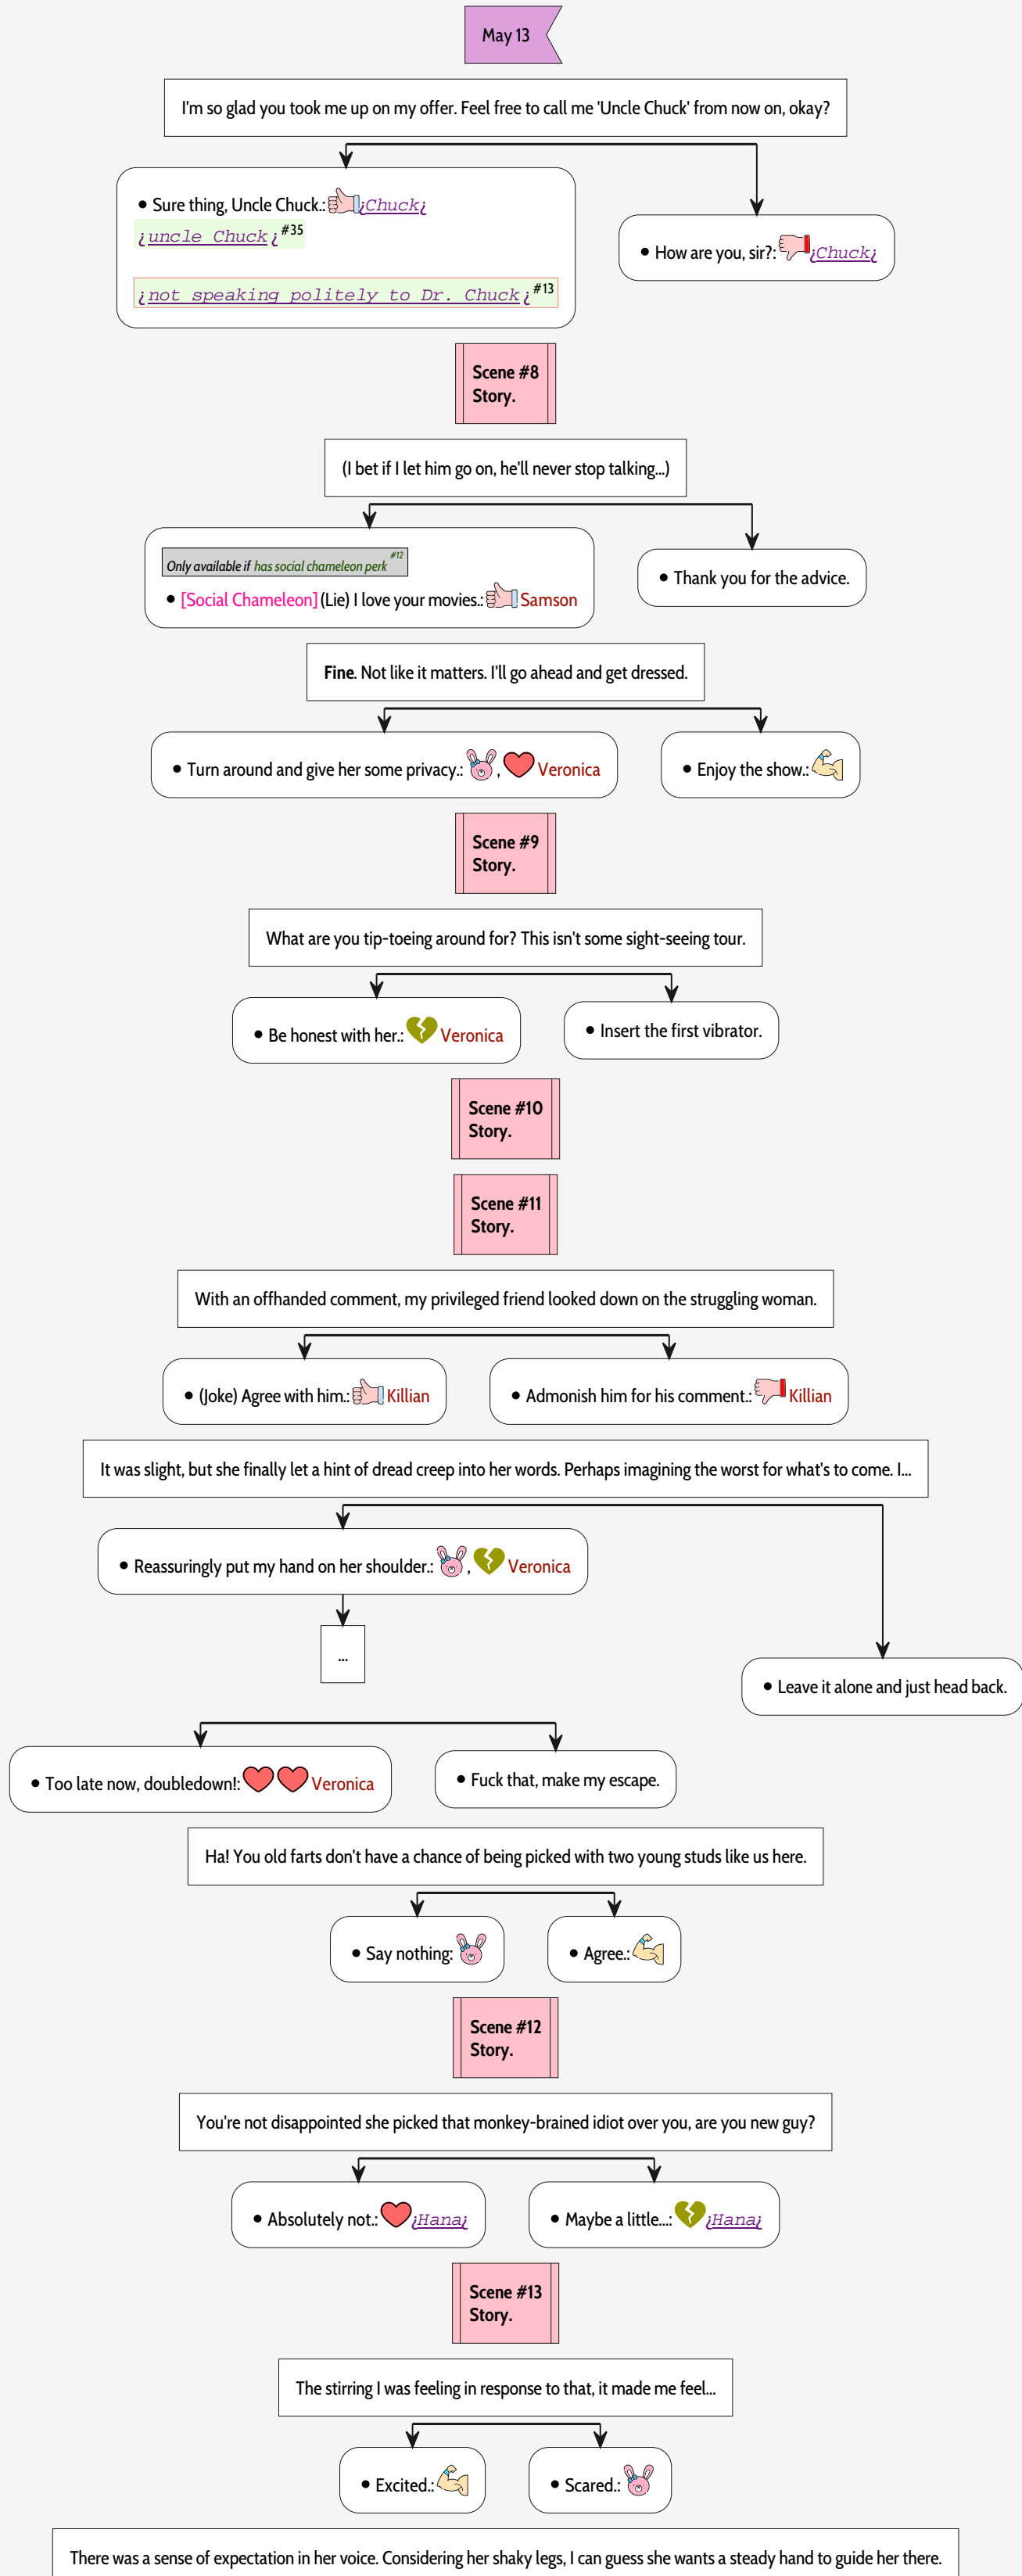 May 13
I'm so glad you took me up on my offer. Feel free to call me 'Uncle Chuck' from now on, okay?
• Sure thing, Uncle Chuck.: ¿Chuck¿
¿uncle Chuck¿ #35
¿not speaking politely to Dr. Chuck¿ #13
• How are you, sir?: ¿Chuck¿
Scene #8
Story.
(I bet if I let him go on, he'll never stop talking...)
Only available if has social chameleon perk #12
• [Social Chameleon] (Lie) I love your movies.: Samson
• Thank you for the advice.
Fine. Not like it matters. I'll go ahead and get dressed.
• Turn around and give her some privacy.: , Veronica
• Enjoy the show.:
Scene #9
Story.
What are you tip-toeing around for? This isn't some sight-seeing tour.
• Be honest with her.: Veronica
• Insert the first vibrator.
Scene #10
Story.
Scene #11
Story.
With an offhanded comment, my privileged friend looked down on the struggling woman.
• (Joke) Agree with him.: Killian
• Admonish him for his comment.: Killian
It was slight, but she finally let a hint of dread creep into her words. Perhaps imagining the worst for what's to come. I...
• Reassuringly put my hand on her shoulder.: , Veronica
...
• Leave it alone and just head back.
• Too late now, doubledown!: Veronica
• Fuck that, make my escape.
Ha! You old farts don't have a chance of being picked with two young studs like us here.
• Say nothing:
• Agree.:
Scene #12
Story.
You're not disappointed she picked that monkey-brained idiot over you, are you new guy?
• Absolutely not.: ¿Hana¿
• Maybe a little...: ¿Hana¿
Scene #13
Story.
The stirring I was feeling in response to that, it made me feel...
• Excited.:
• Scared.:
There was a sense of expectation in her voice. Considering her shaky legs, I can guess she wants a steady hand to guide her there.